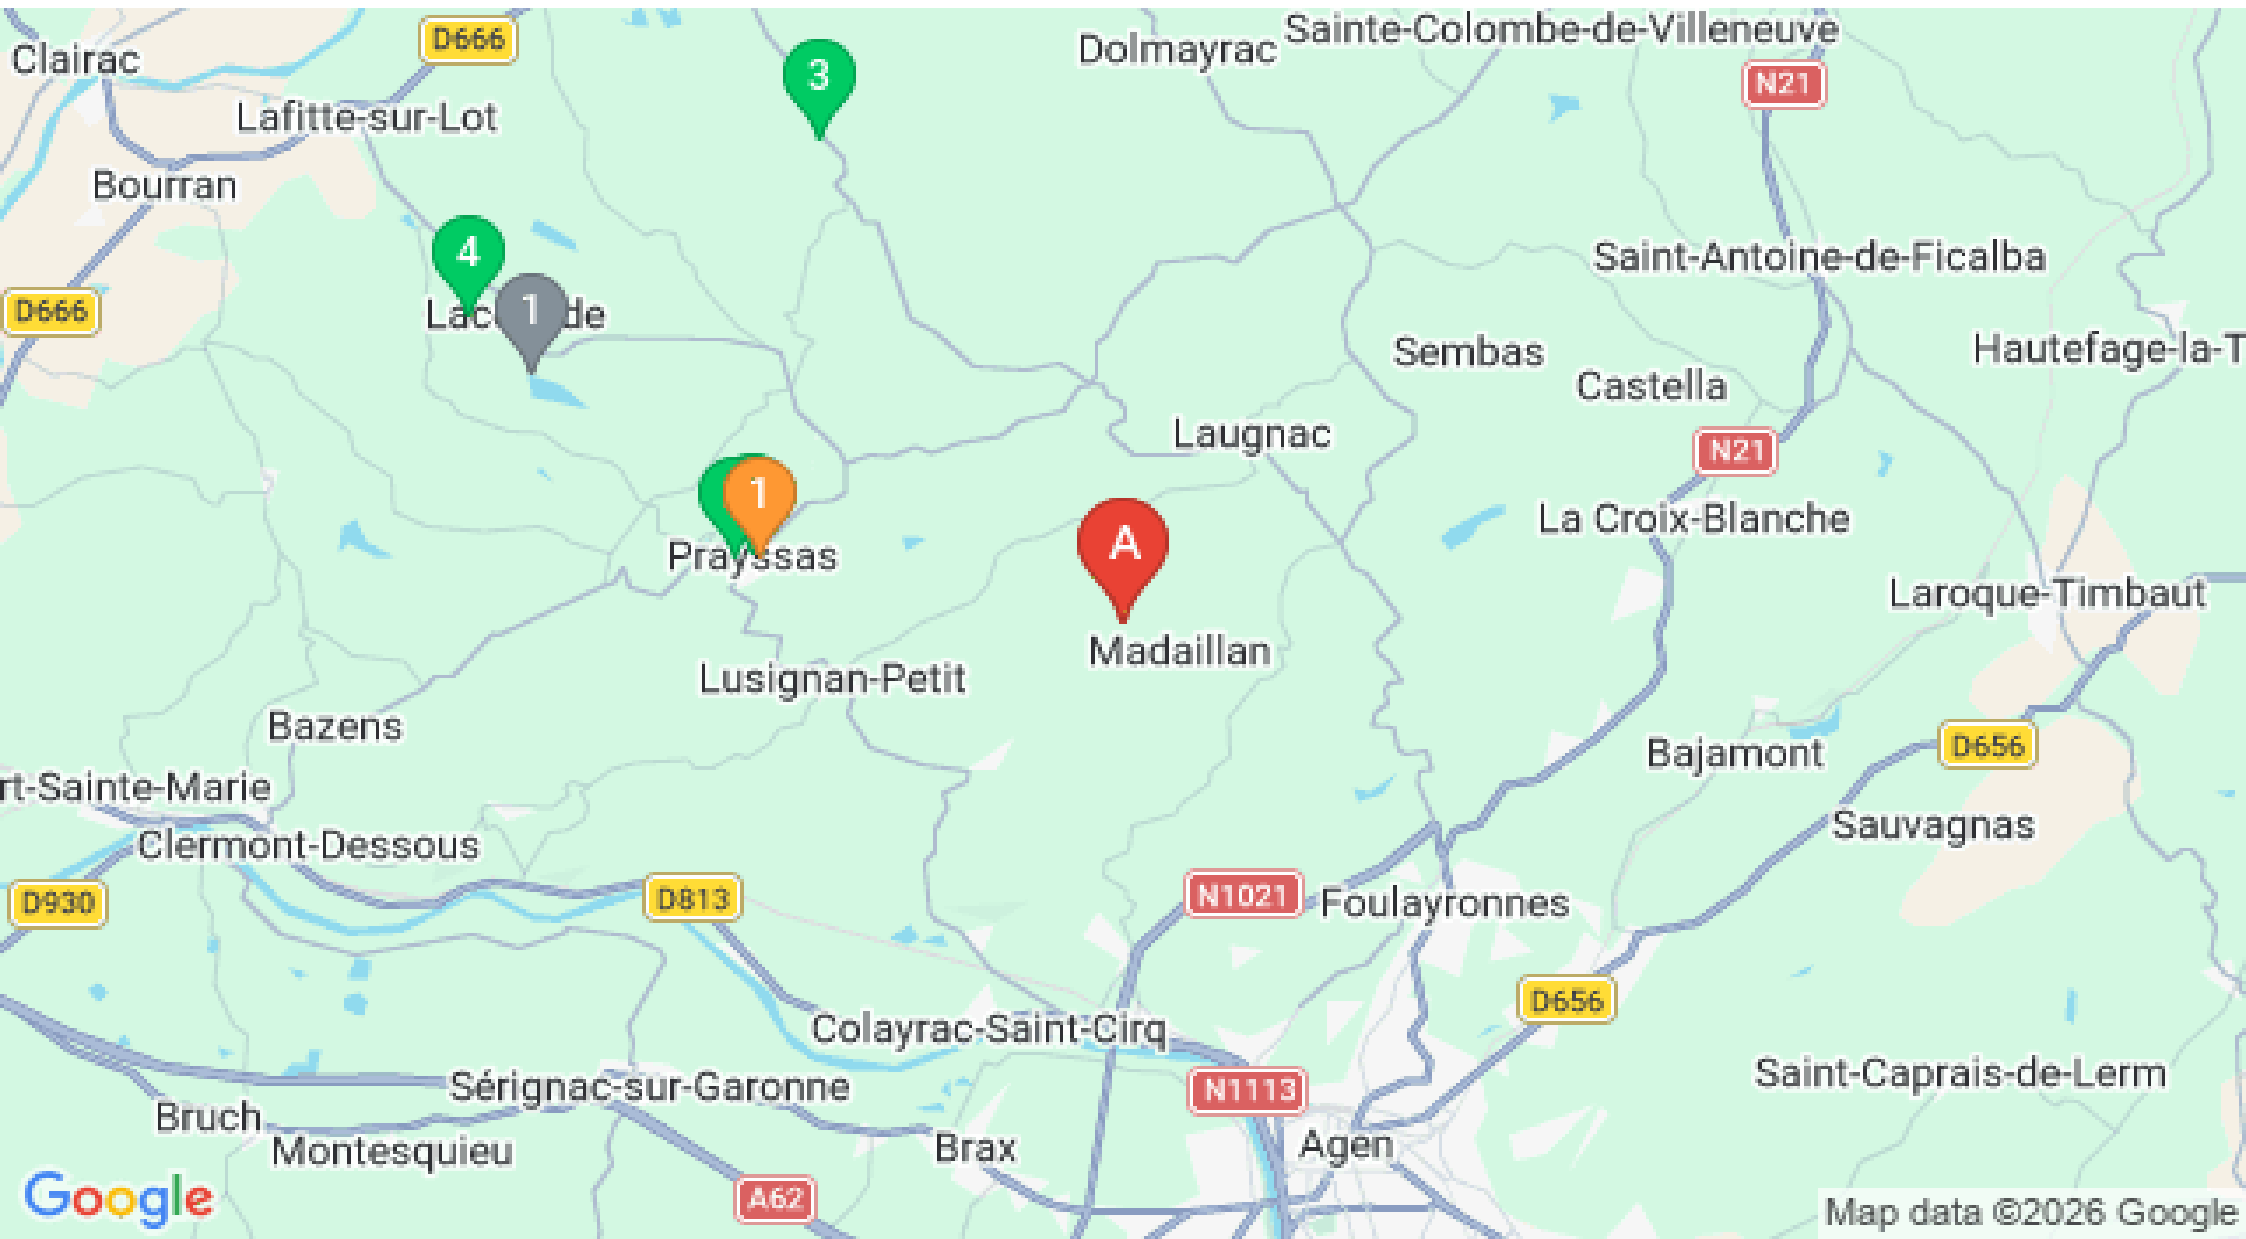 Sainte-Colombe-de-Villeneuve
D666
Dolmayrac
Clairac
3
N21
Lafitte-sur-Lot
Bourran
4
Saint-Antoine-de-Ficalba
D666
1
Hautefage-la-T
Sembas
Castella
Laugnac
N21
1
La Croix-Blanche
A
Prayssas
Laroque-Timbaut
Madaillan
Lusignan-Petit
Bazens
D656
Bajamont
rt-Sainte-Marie
Sauvagnas
Clermont-Dessous
D930
D813
N1021
Foulayronnes
D656
Colayrac-Saint-Cirq
Saint-Caprais-de-Lerm
Sérignac-sur-Garonne
N1113
Bruch
Montesquieu
Brax
Agen
A62
Google
Map data ©2026 Google